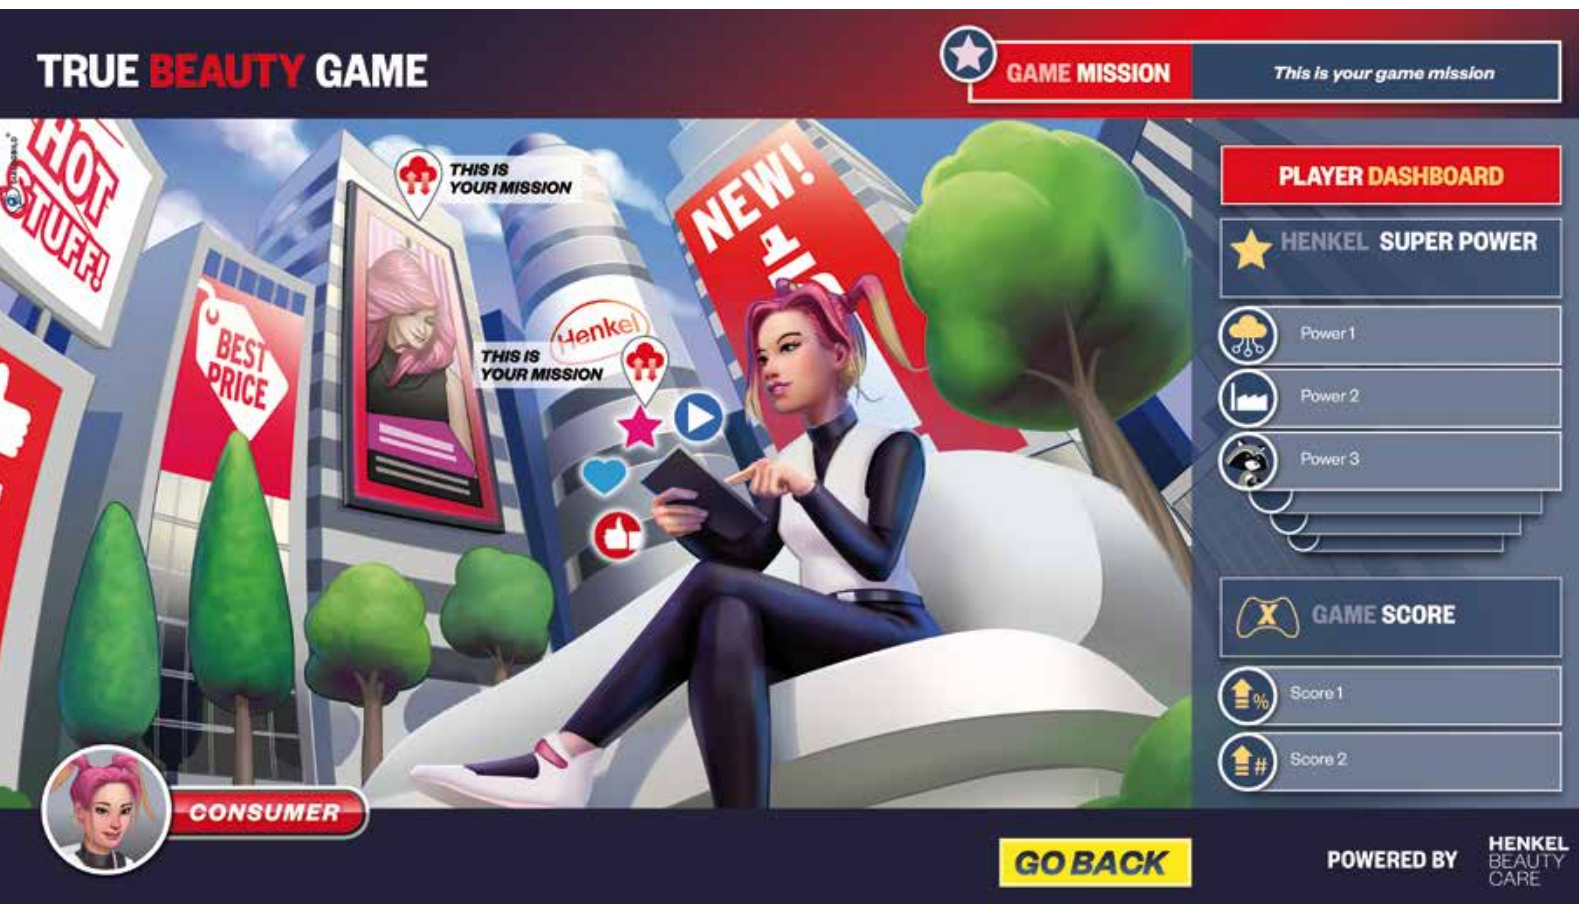 TRUE BEAUTY GAME
GAME MISSION
This is your game mission
HOT
STUFF!
THIS IS
YOUR MISSION
NEW!
BEST
PRICE
Henkel
THIS IS
YOUR MISSION
PLAYER DASHBOARD
HENKEL SUPER POWER
Power 1
Power 2
Power 3
X GAME SCORE
% Score 1
# Score 2
CONSUMER
GO BACK
POWERED BY
HENKEL
BEAUTY
CARE